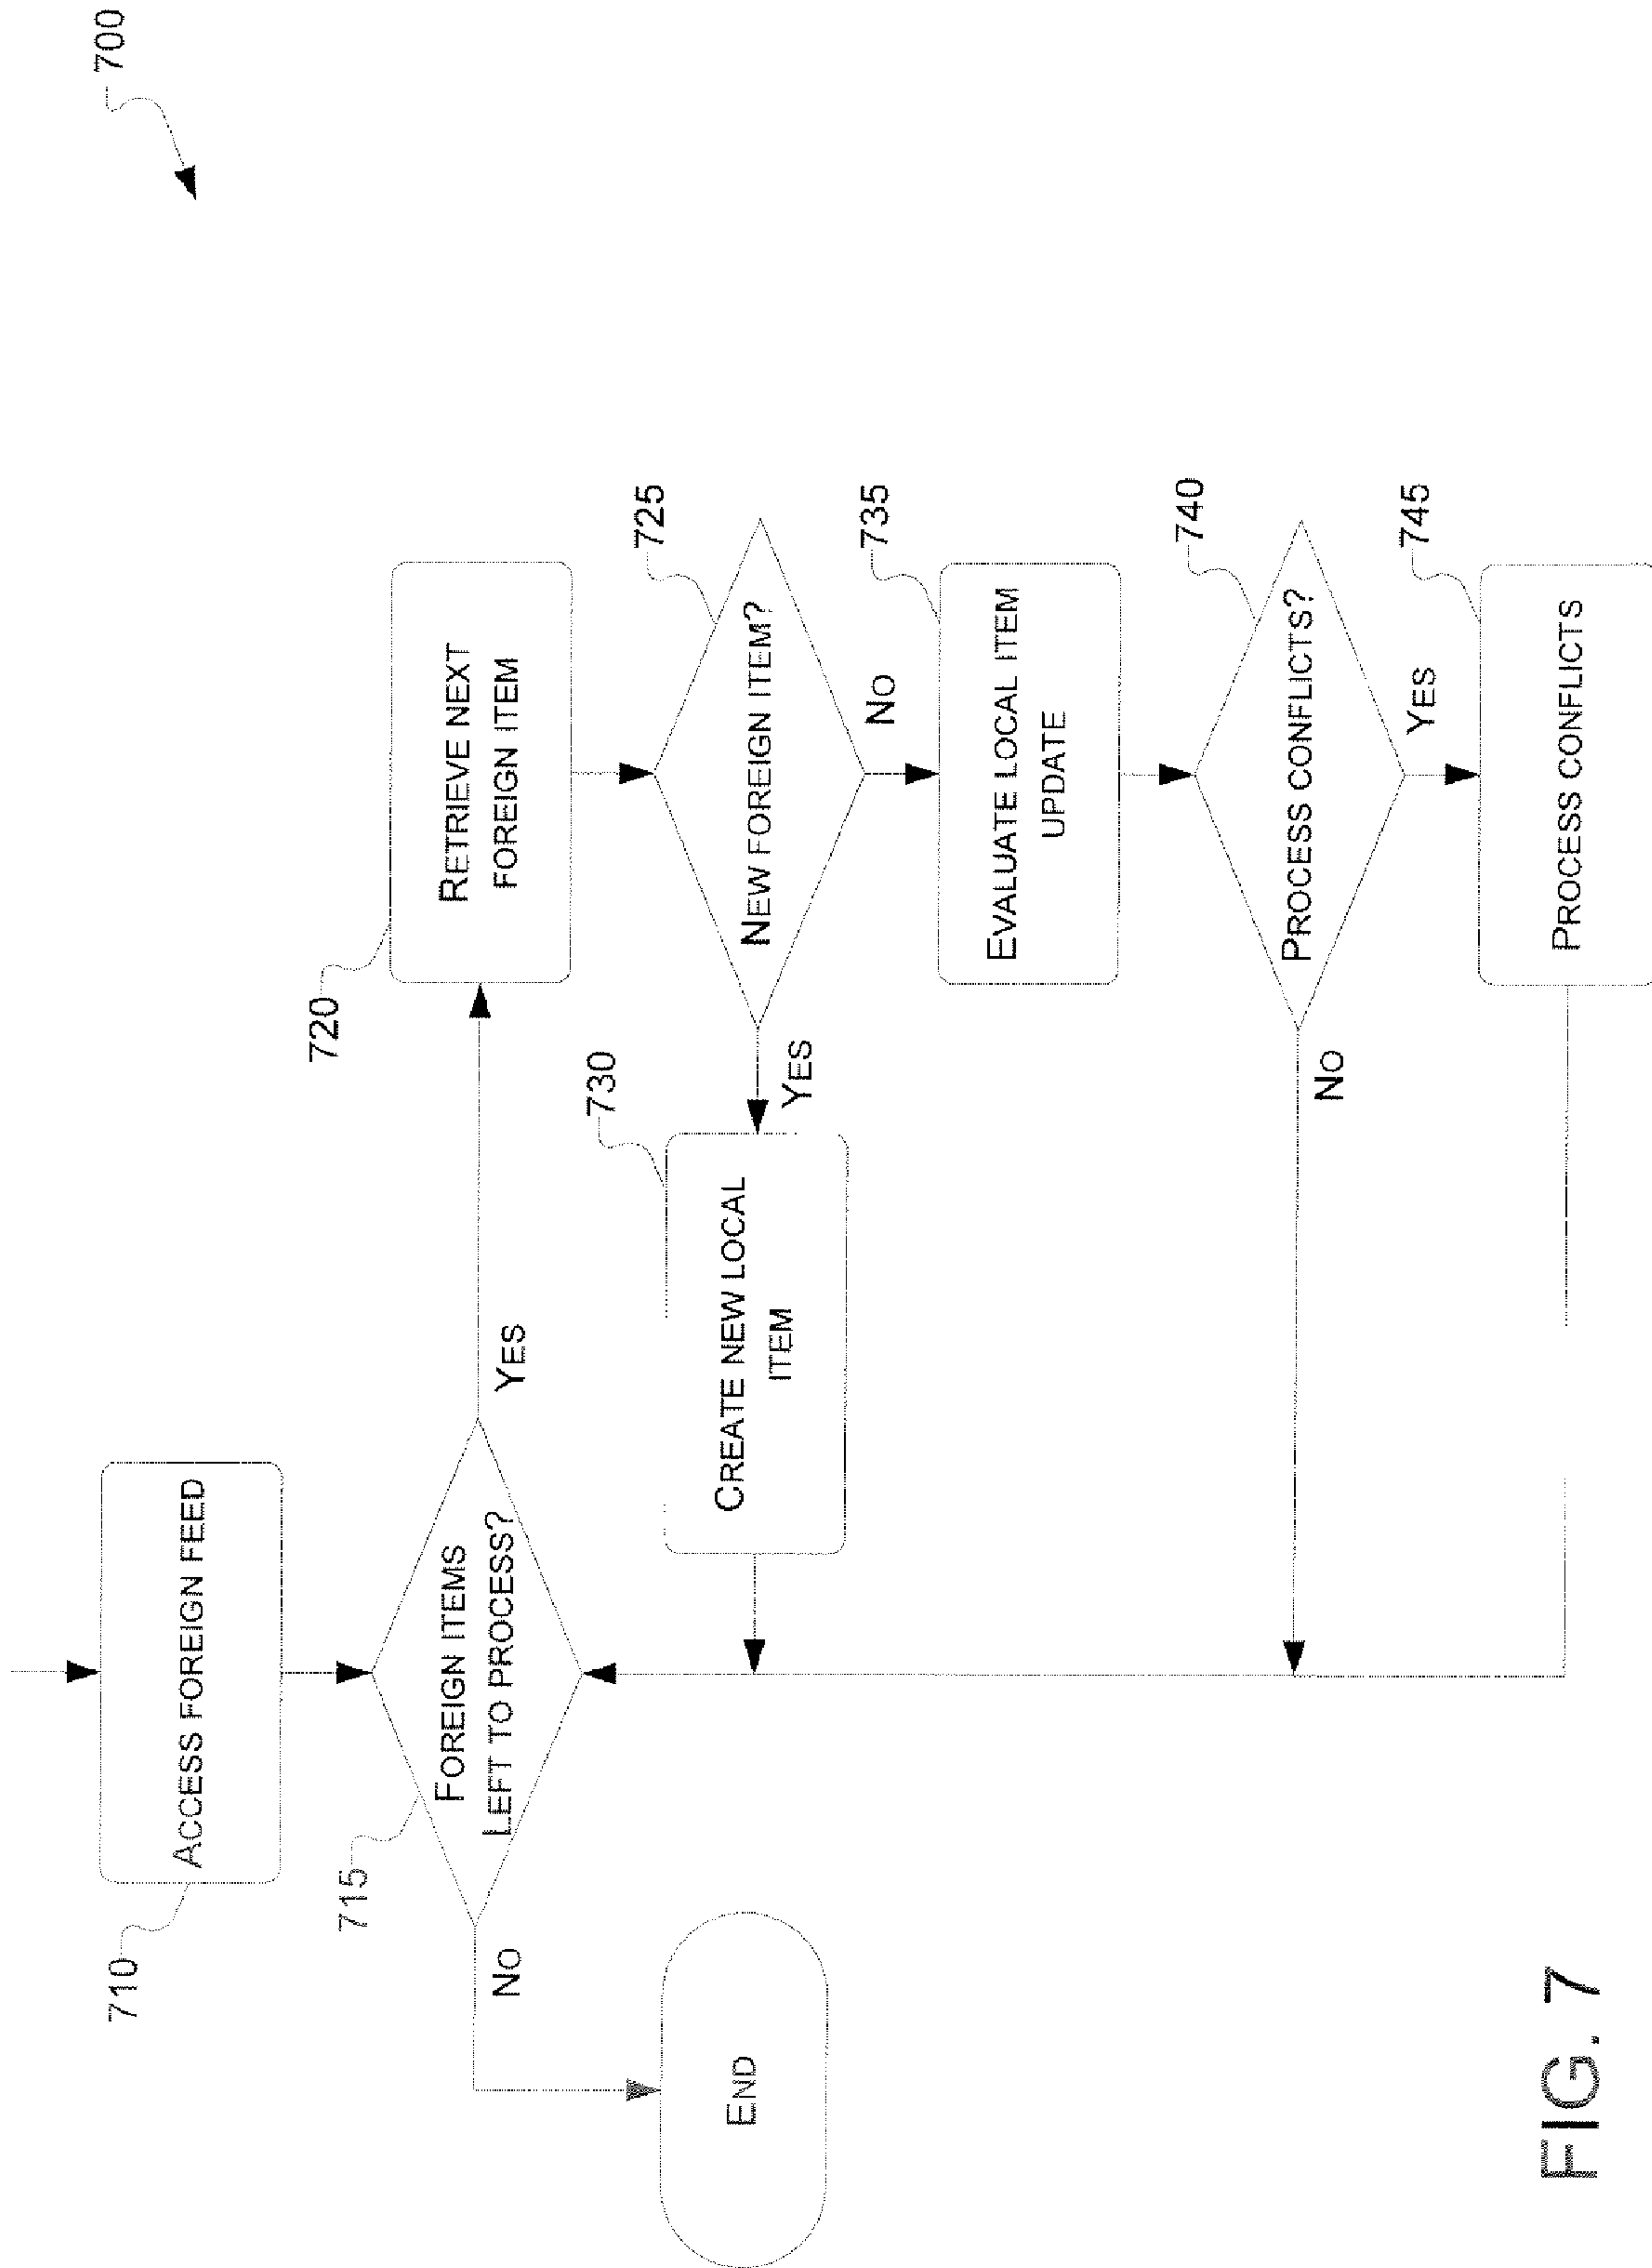 700
ACCESS FOREIGN FEED
710
FOREIGN ITEMS
LEFT TO PROCESS?
715
YES
NO
END
RETRIEVE NEXT
FOREIGN ITEM
720
NEW FOREIGN ITEM?
725
YES
NO
CREATE NEW LOCAL
ITEM
730
EVALUATE LOCAL ITEM
UPDATE
735
PROCESS CONFLICTS?
740
NO
YES
PROCESS CONFLICTS
745
FIG. 7